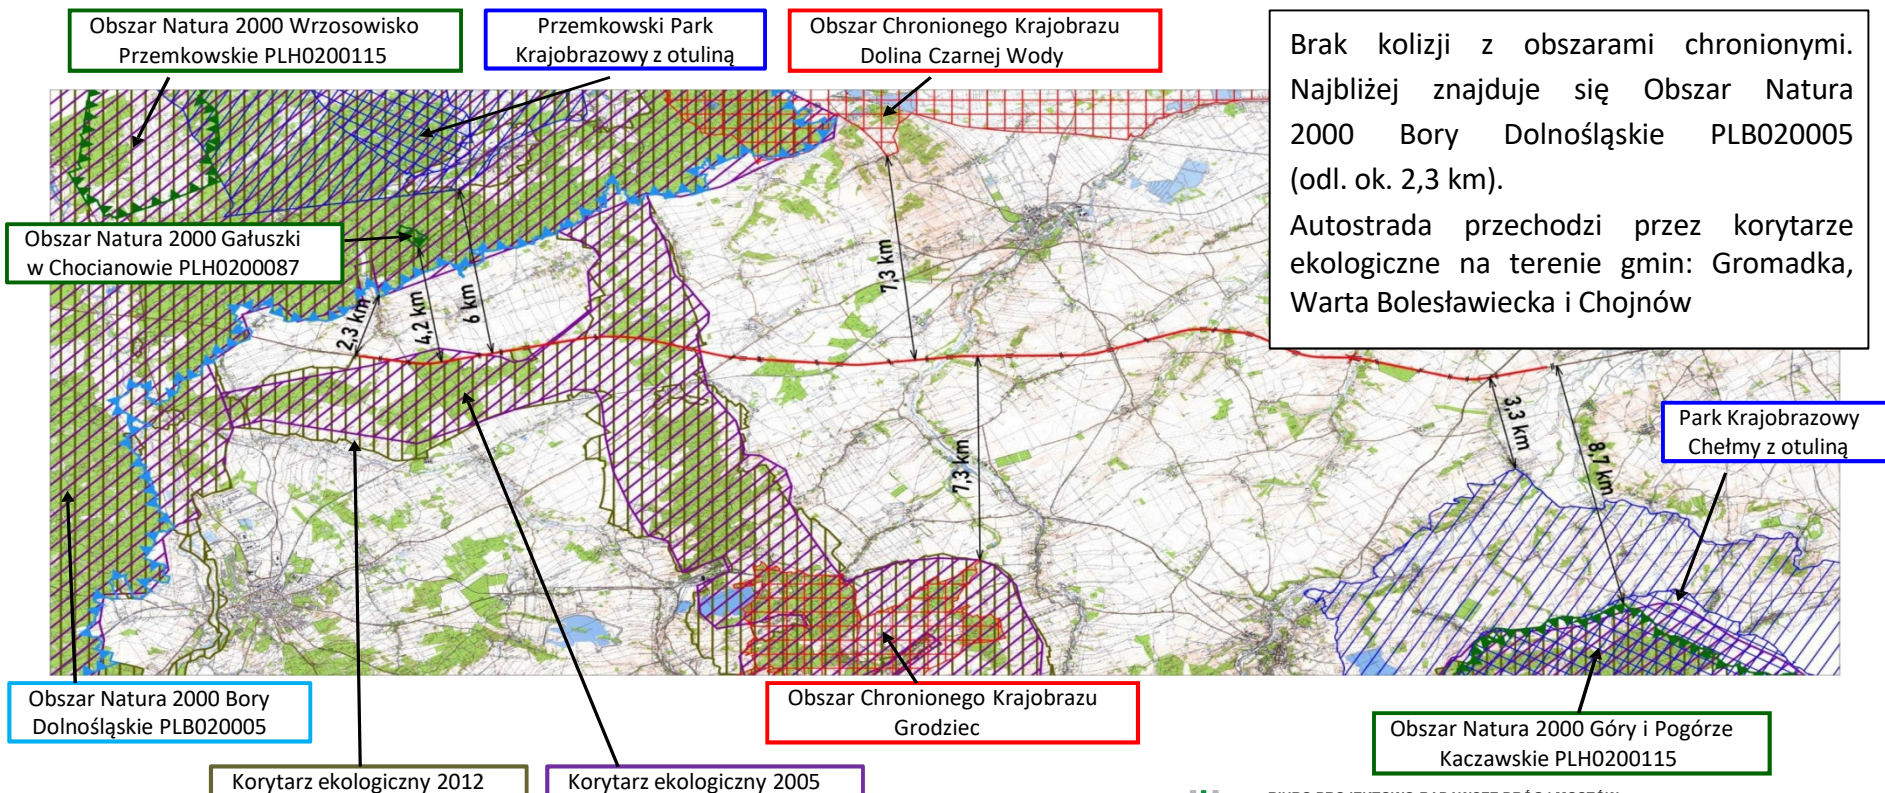 Obszar Natura 2000 Wrzosowisko
Przemkowskie PLH0200115
Przemkowski Park
Krajobrazowy z otuliną
Obszar Chronionego Krajobrazu
Dolina Czarnej Wody
Brak kolizji z obszarami chronionymi.
Najbliżej znajduje się Obszar Natura
2000 Bory Dolnośląskie PLB020005
(odl. ok. 2,3 km).
Autostrada przechodzi przez korytarze
ekologiczne na terenie gmin: Gromadka,
Warta Bolesławiecka i Chojnów
Obszar Natura 2000 Gałuszki
w Chocianowie PLH0200087
2,3 km
4,2 km
6 km
7,3 km
7,3 km
3,3 km
8,7 km
Park Krajobrazowy
Chełmy z otuliną
Obszar Natura 2000 Bory
Dolnośląskie PLB020005
Obszar Chronionego Krajobrazu
Grodziec
Obszar Natura 2000 Góry i Pogórze
Kaczawskie PLH0200115
Korytarz ekologiczny 2012
Korytarz ekologiczny 2005